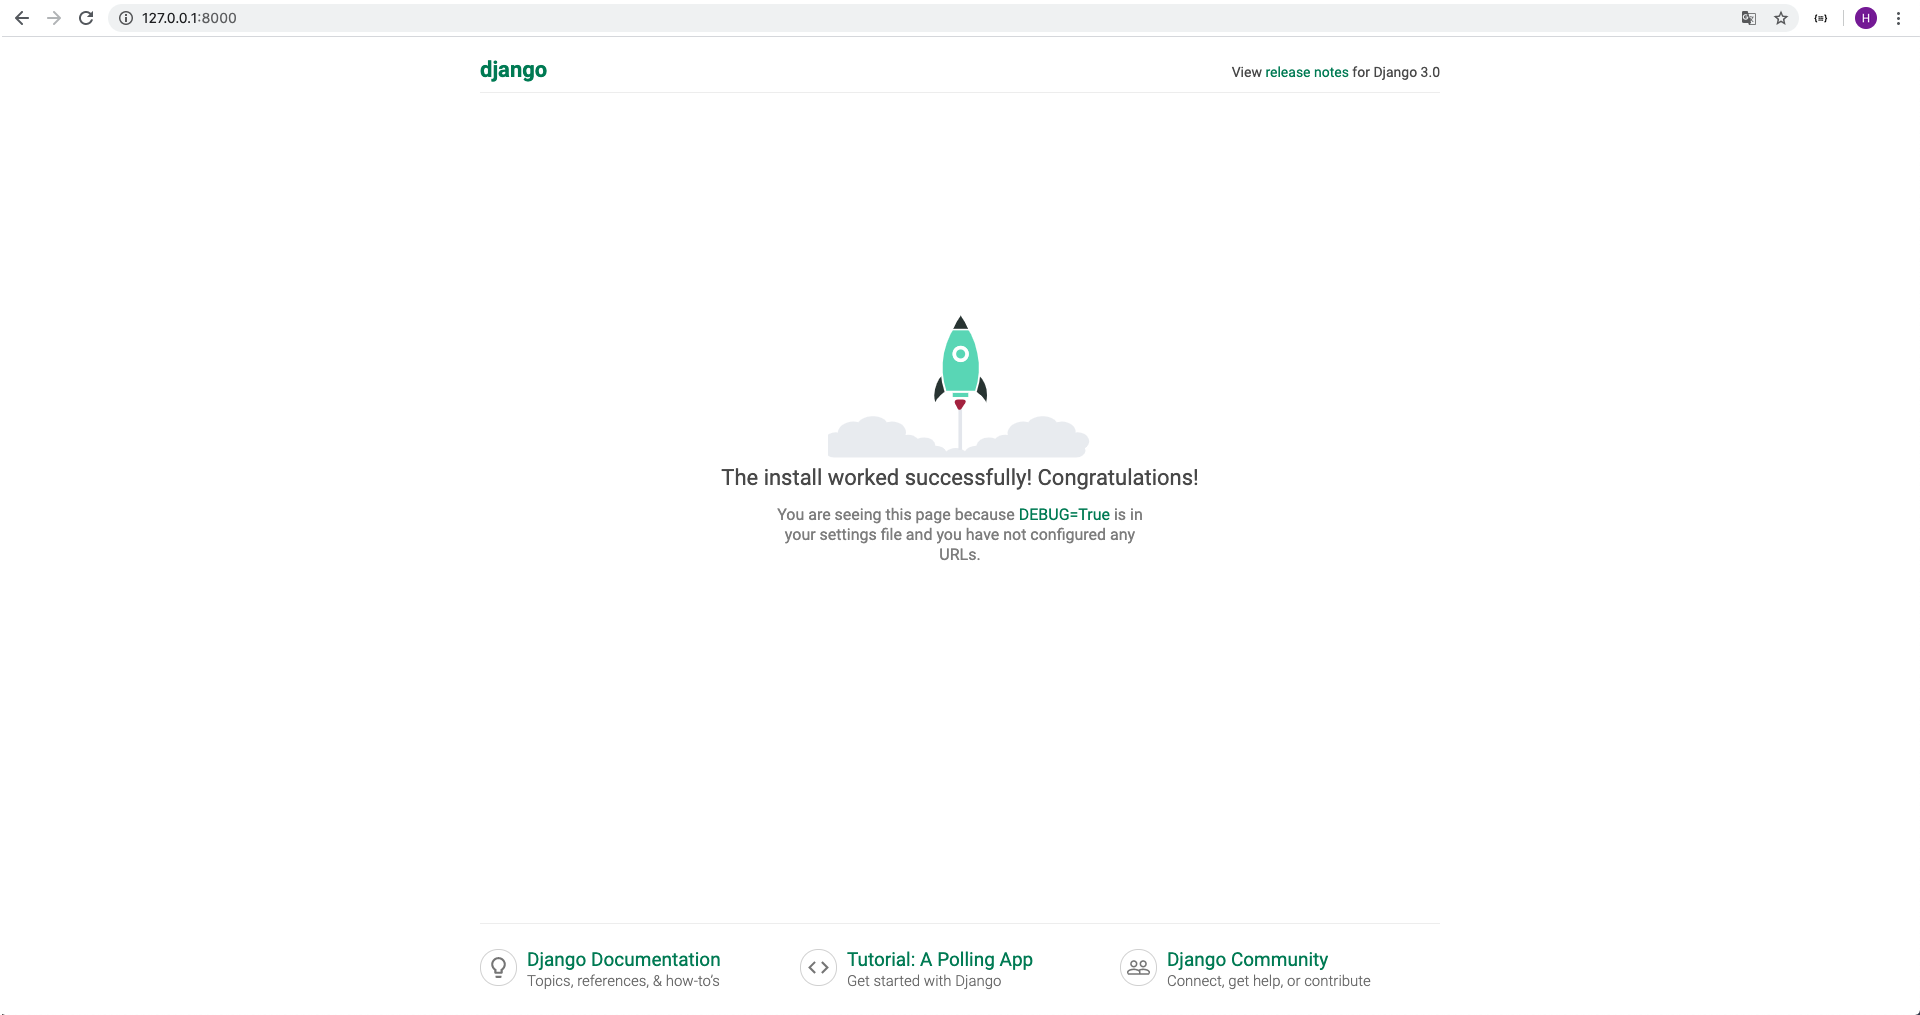 127.0.0.1:8000
H
django
View release notes for Django 3.0
The install worked successfully! Congratulations!
You are seeing this page because DEBUG=True is in
your settings file and you have not configured any
URLs.
Django Documentation
Topics, references, & how-to’s
Tutorial: A Polling App
Get started with Django
Django Community
Connect, get help, or contribute